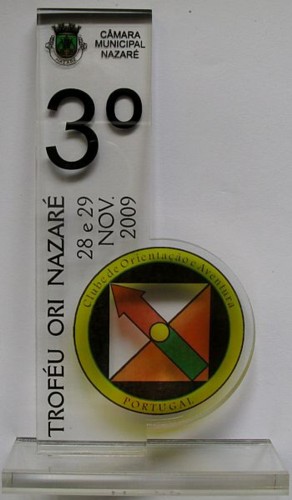 CÂMARA
MUNICIPAL
NAZARÉ
3º
TROFÉU ORI NAZARÉ
28 e 29
NOV.
2009
Clube de Orientação e Aventura
PORTUGAL